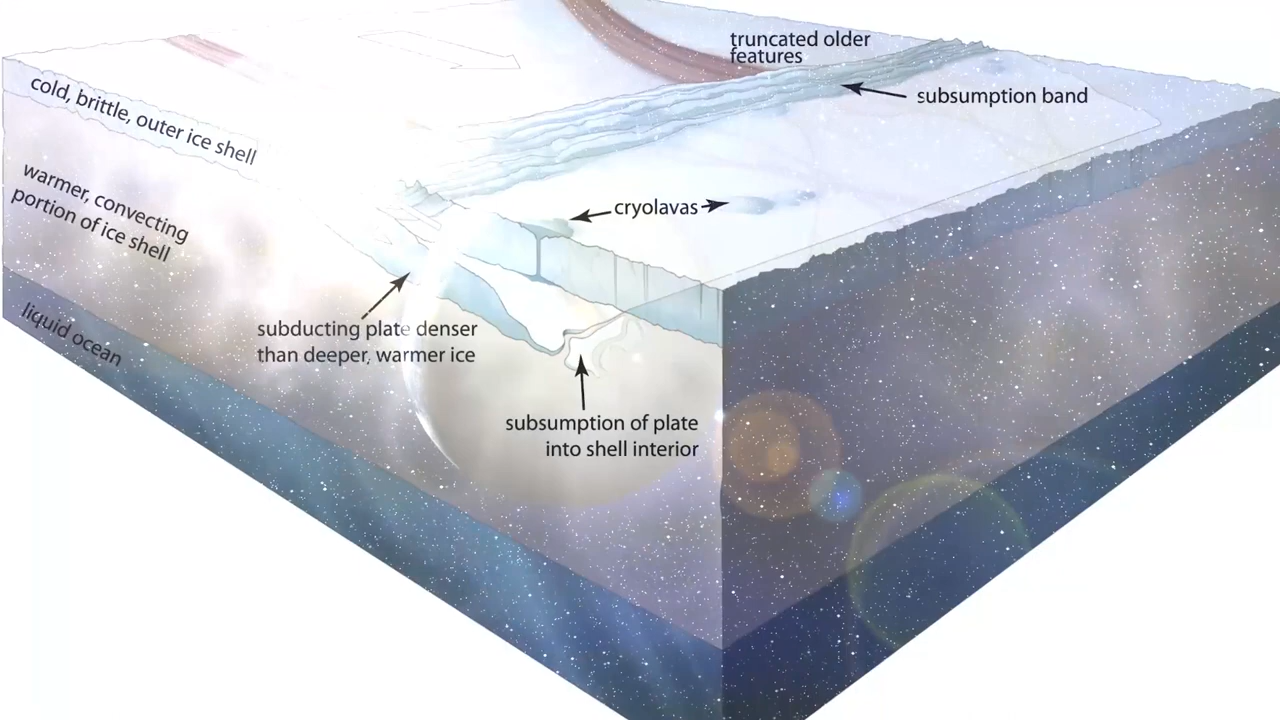 truncated older
features
subsumption band
cold, brittle, outer ice shell
warmer, convecting
portion of ice shell
cryolavas
liquid ocean
subducting plate denser
than deeper, warmer ice
subsumption of plate
into shell interior